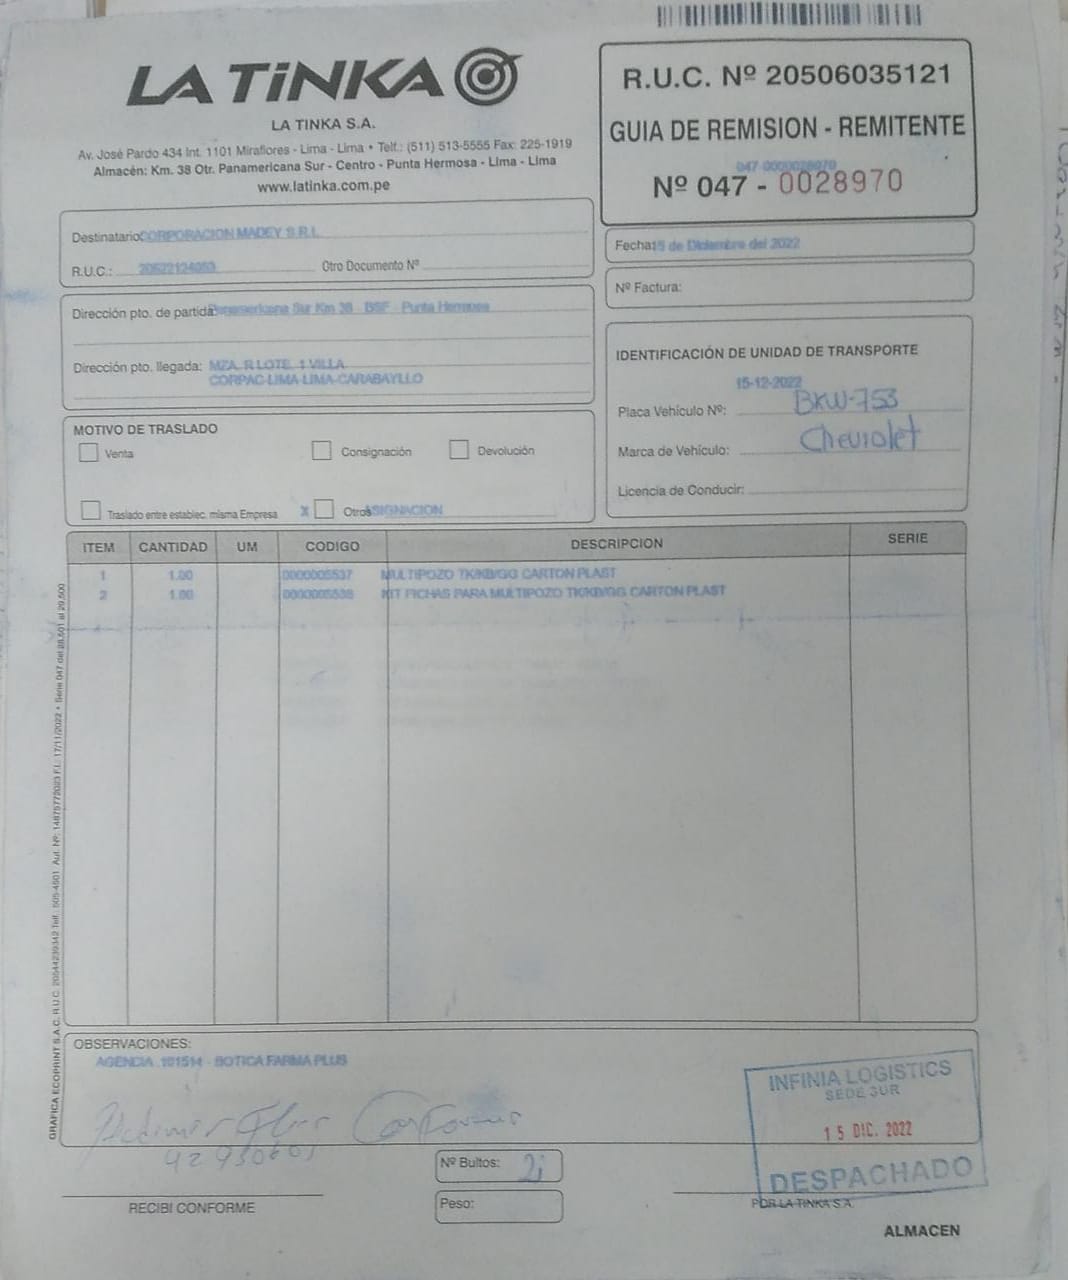 LA TiNKA
LA TINKA S.A.
Av. José Pardo 434 Int. 1101 Miraflores - Lima - Lima • Telf.: (511) 513-5555 Fax: 225-1919
Almacén: Km. 38 Otr. Panamericana Sur - Centro - Punta Hermosa - Lima - Lima
www.latinka.com.pe
R.U.C. Nº 20506035121
GUIA DE REMISION - REMITENTE
047-0000028970
Nº 047 - 0028970
Destinatario: CORPORACION MADEY S.R.L.
R.U.C.: Otro Documento Nº
Fecha: 15 de Diciembre del 2022
Nº Factura:
Dirección pto. de partida: Panamericana Sur Km 38 - BSF - Punta Hermosa
Dirección pto. llegada: MZA. R LOTE. 1 VILLA
CORPAC-LIMA-LIMA-CARABAYLLO
IDENTIFICACIÓN DE UNIDAD DE TRANSPORTE
15-12-2022
Placa Vehículo Nº: BKW-753
Marca de Vehículo: Chevrolet
Licencia de Conducir:
MOTIVO DE TRASLADO
Venta Consignación Devolución
Traslado entre establec. misma Empresa X Otros ASIGNACION
ITEM CANTIDAD UM CODIGO DESCRIPCION SERIE
1 1.00 0000005537 MULTIPOZO TK/KB/GG CARTON PLAST
2 1.00 0000005538 KIT FICHAS PARA MULTIPOZO TK/KB/GG CARTON PLAST
GRAFICA ECOPRINT S.A.C. R.U.C. 20544239342 Telf.: 505-4501 Aut. Nº: 14875772023 F.I.: 17/11/2022 • Serie 047 del 28,501 al 29,500
OBSERVACIONES:
AGENCIA 101514 - BOTICA FARMA PLUS
Conforme
INFINIA LOGISTICS
SEDE SUR
15 DIC. 2022
DESPACHADO
Nº Bultos: 2
RECIBI CONFORME
Peso:
POR LA TINKA S.A.
ALMACEN